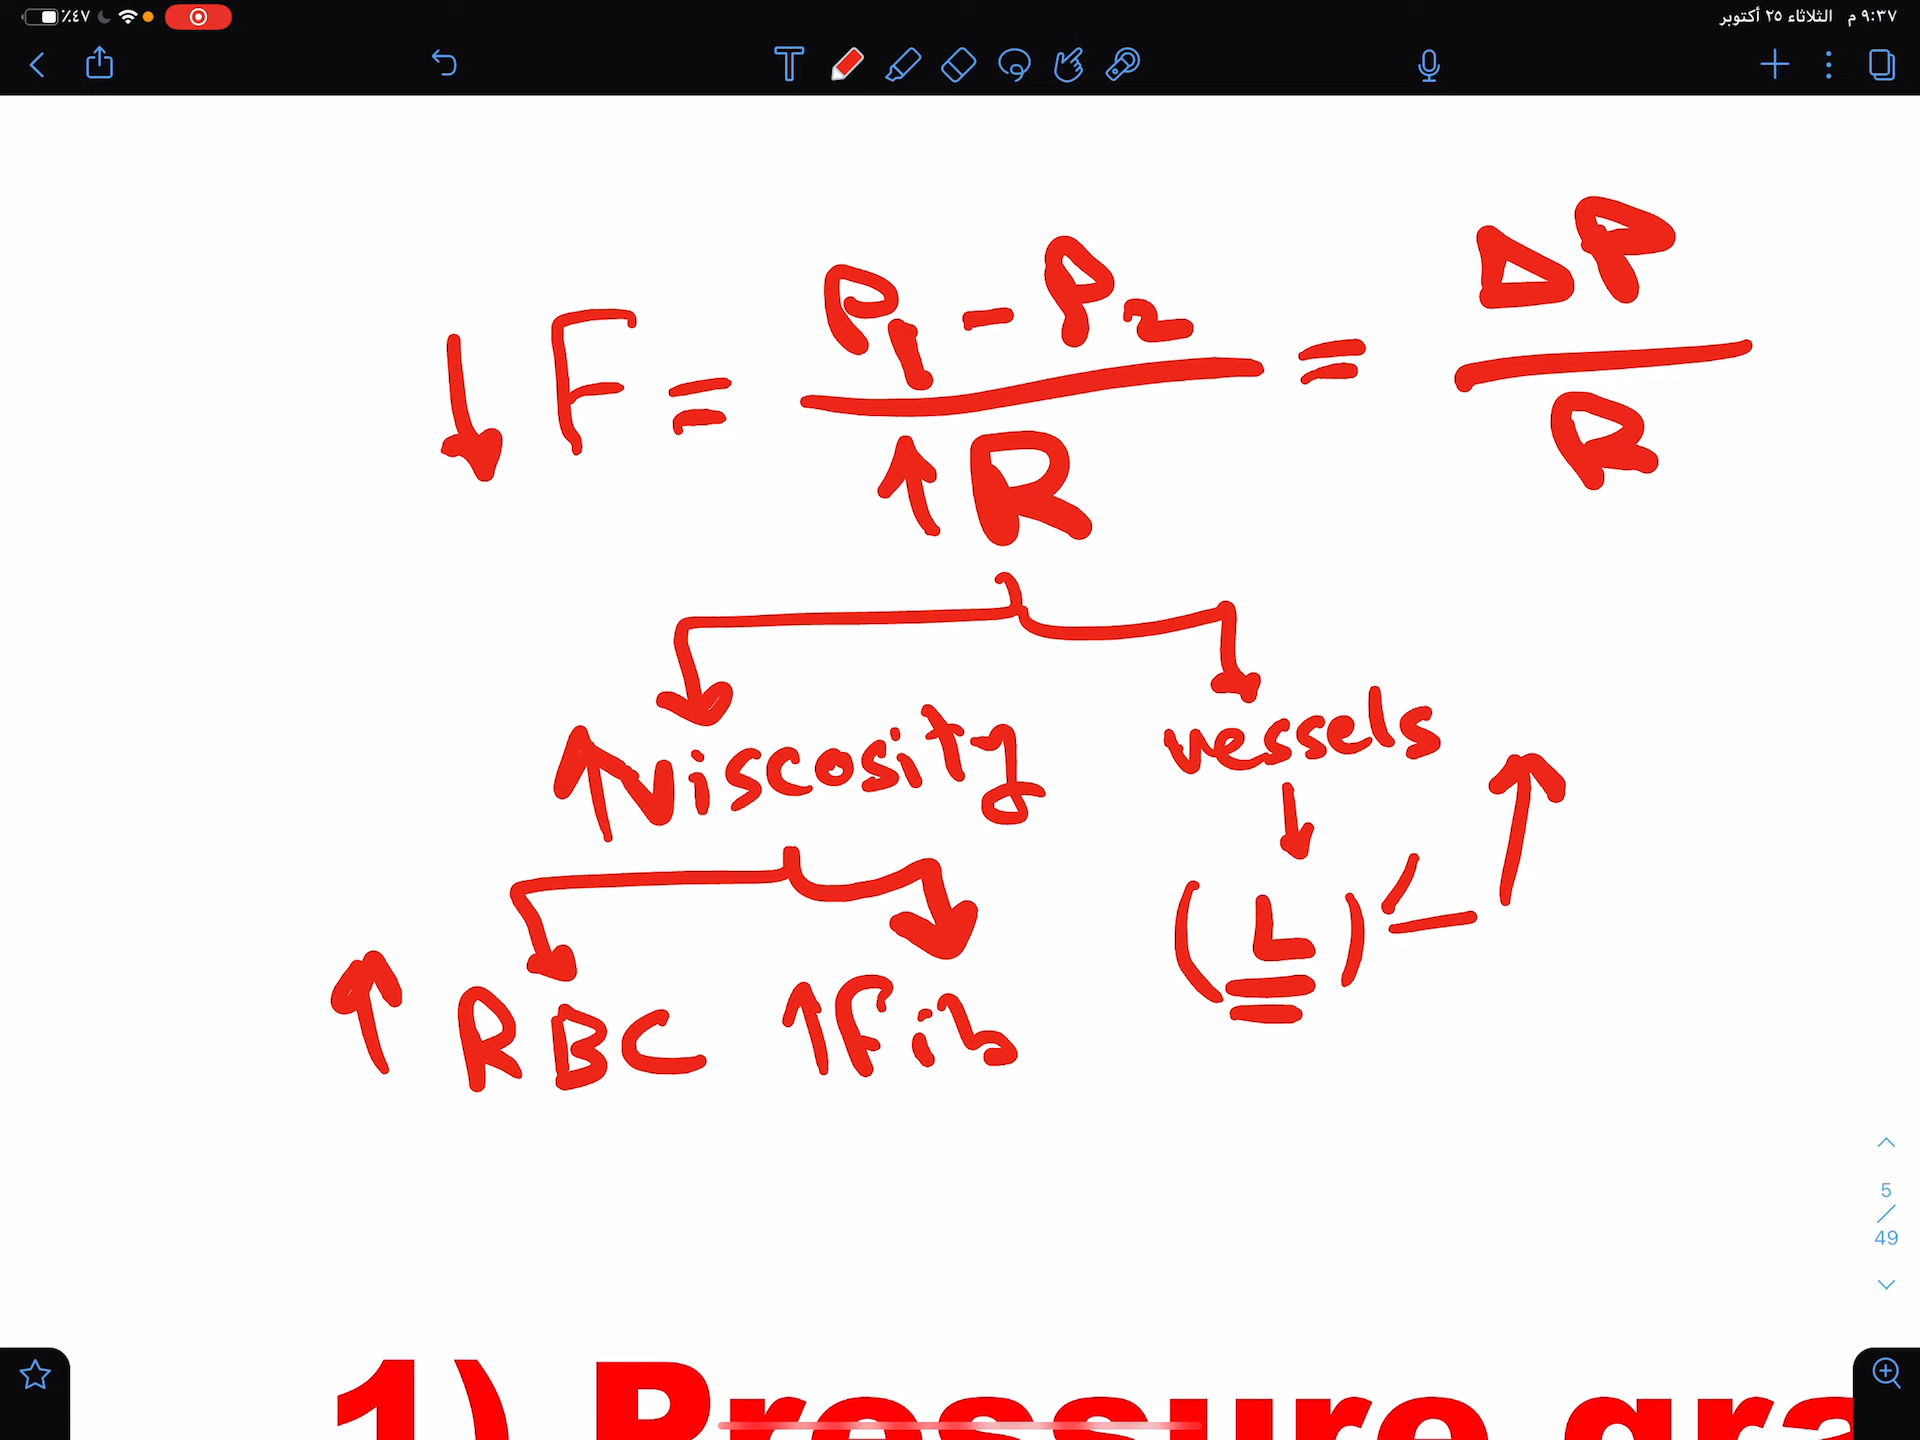 ٪٤٧
٩:٣٧ م الثلاثاء ٢٥ أكتوبر
↓ F = P1 - P2 / ↑ R = ΔP / R
↑ viscosity vessels
↑ RBC ↑ Fib (L) ↑
5
/
49
1) Pressure gra